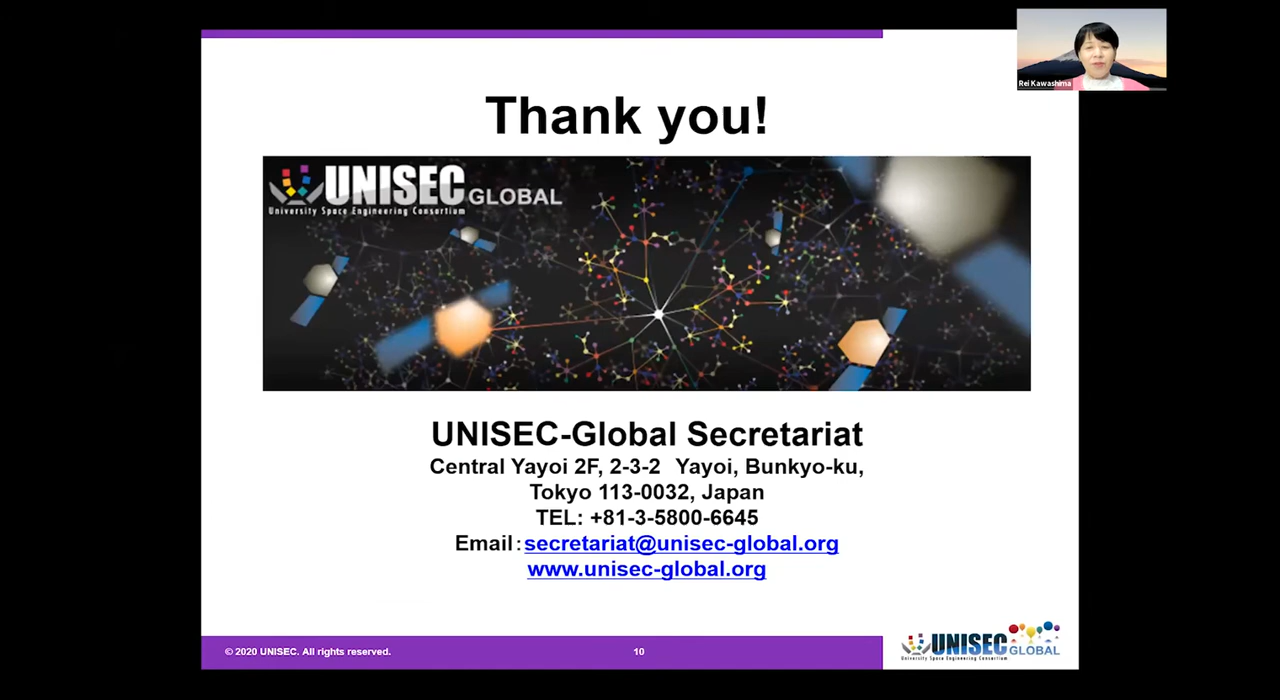 Rei Kawashima
Thank you!
UNISEC GLOBAL
University Space Engineering Consortium
UNISEC-Global Secretariat
Central Yayoi 2F, 2-3-2 Yayoi, Bunkyo-ku,
Tokyo 113-0032, Japan
TEL: +81-3-5800-6645
Email：secretariat@unisec-global.org
www.unisec-global.org
© 2020 UNISEC. All rights reserved.
10
UNISEC GLOBAL
University Space Engineering Consortium